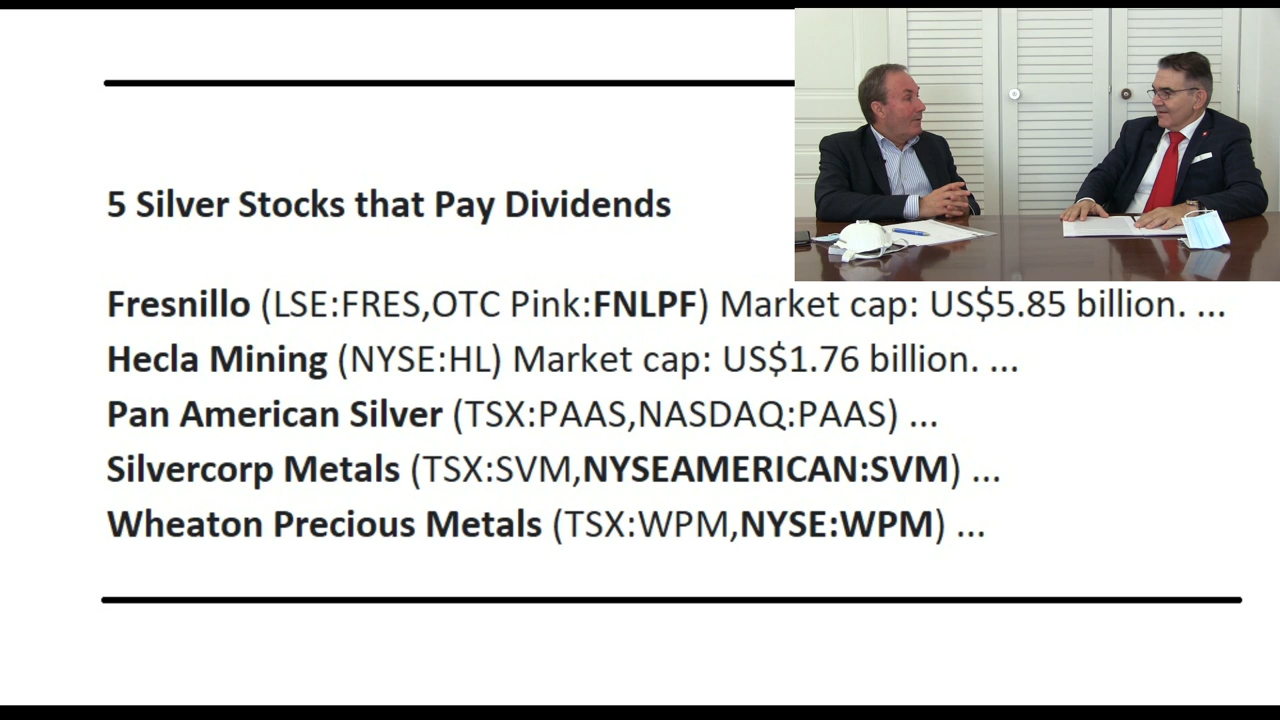 5 Silver Stocks that Pay Dividends
Fresnillo (LSE:FRES,OTC Pink:FNLPF) Market cap: US$5.85 billion. ...
Hecla Mining (NYSE:HL) Market cap: US$1.76 billion. ...
Pan American Silver (TSX:PAAS,NASDAQ:PAAS) ...
Silvercorp Metals (TSX:SVM,NYSEAMERICAN:SVM) ...
Wheaton Precious Metals (TSX:WPM,NYSE:WPM) ...